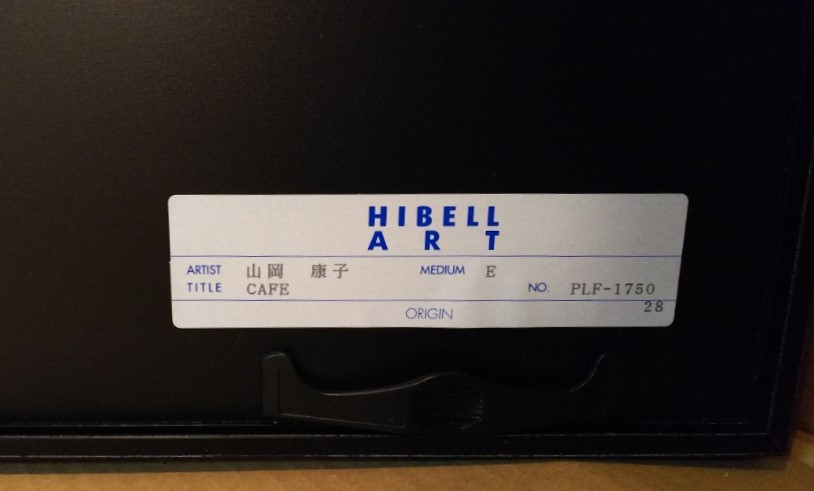 HIBELL
ART
ARTIST 山岡 康子 MEDIUM E
TITLE CAFE NO. PLF-1750
28
ORIGIN